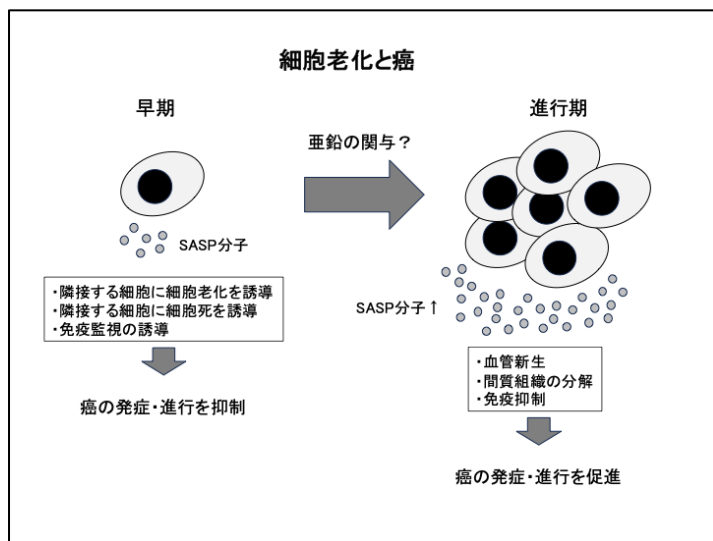 細胞老化と癌
早期
亜鉛の関与？
SASP分子
・隣接する細胞に細胞老化を誘導
・隣接する細胞に細胞死を誘導
・免疫監視の誘導
癌の発症・進行を抑制
進行期
SASP分子↑
・血管新生
・間質組織の分解
・免疫抑制
癌の発症・進行を促進